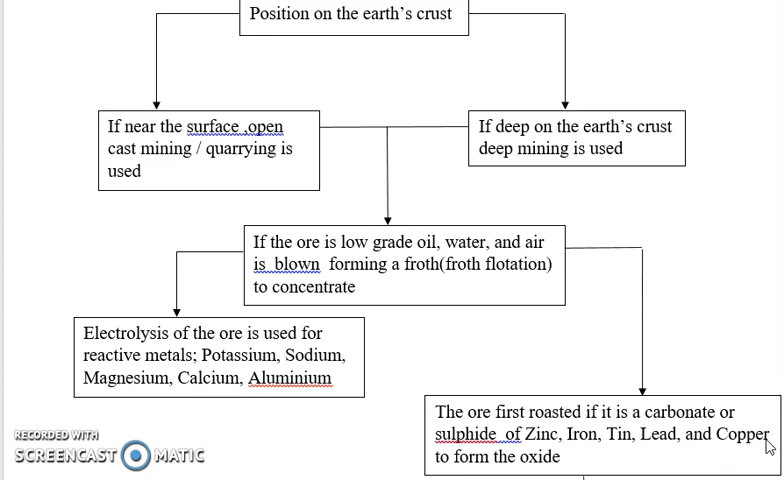 Position on the earth's crust
If near the surface ,open
cast mining / quarrying is
used
If deep on the earth's crust
deep mining is used
If the ore is low grade oil, water, and air
is blown forming a froth(froth flotation)
to concentrate
Electrolysis of the ore is used for
reactive metals; Potassium, Sodium,
Magnesium, Calcium, Aluminium
The ore first roasted if it is a carbonate or
sulphide of Zinc, Iron, Tin, Lead, and Copper
to form the oxide
RECORDED WITH
SCREENCAST MATIC